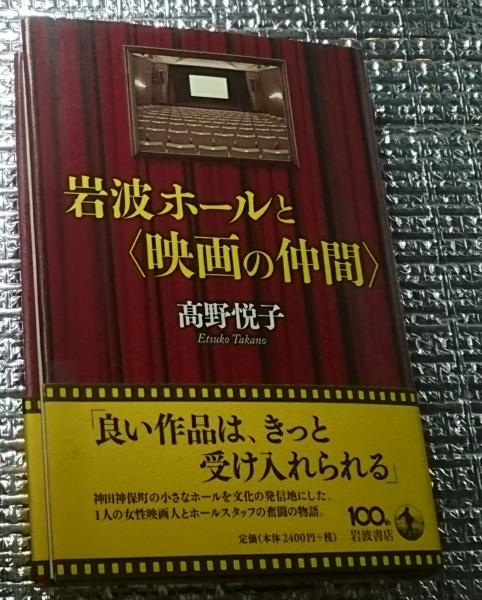 岩波ホールと
〈映画の仲間〉
髙野悦子
Etsuko Takano
「良い作品は、きっと
受け入れられる」
神田神保町の小さなホールを文化の発信地にした、
1人の女性映画人とホールスタッフの奮闘の物語。
定価(本体2400円+税)
100th
岩波書店